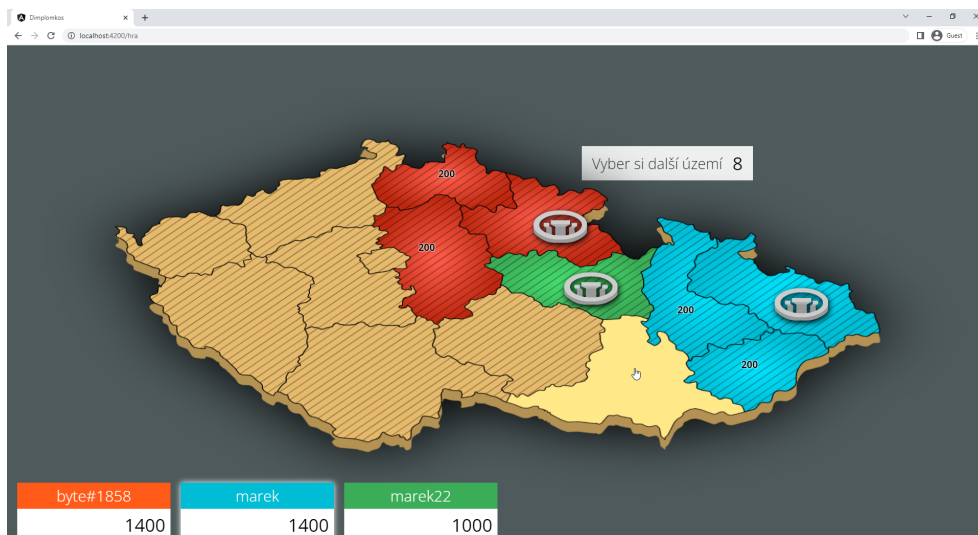 Dimplomkos
localhost:4200/hra
Guest
Vyber si další území 8
200
200
200
200
byte#1858
1400
marek
1400
marek22
1000